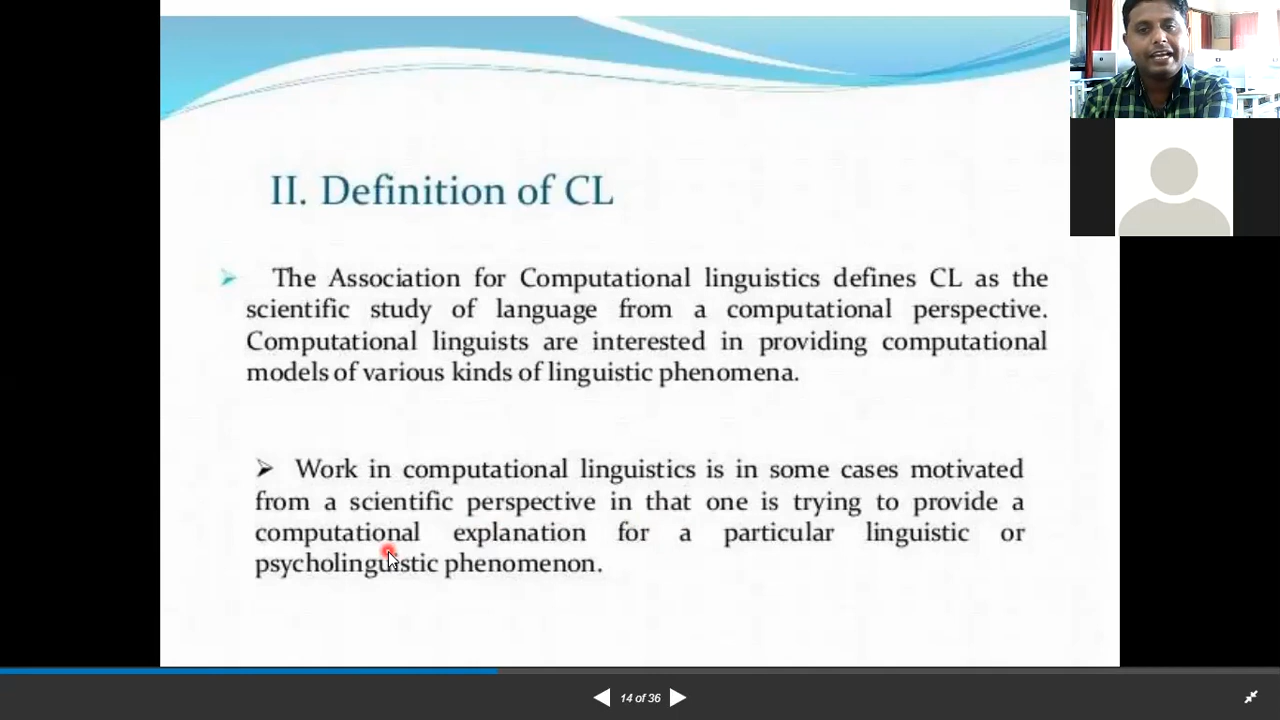 II. Definition of CL
➢ The Association for Computational linguistics defines CL as the
scientific study of language from a computational perspective.
Computational linguists are interested in providing computational
models of various kinds of linguistic phenomena.
➢ Work in computational linguistics is in some cases motivated
from a scientific perspective in that one is trying to provide a
computational explanation for a particular linguistic or
psycholinguistic phenomenon.
14 of 36